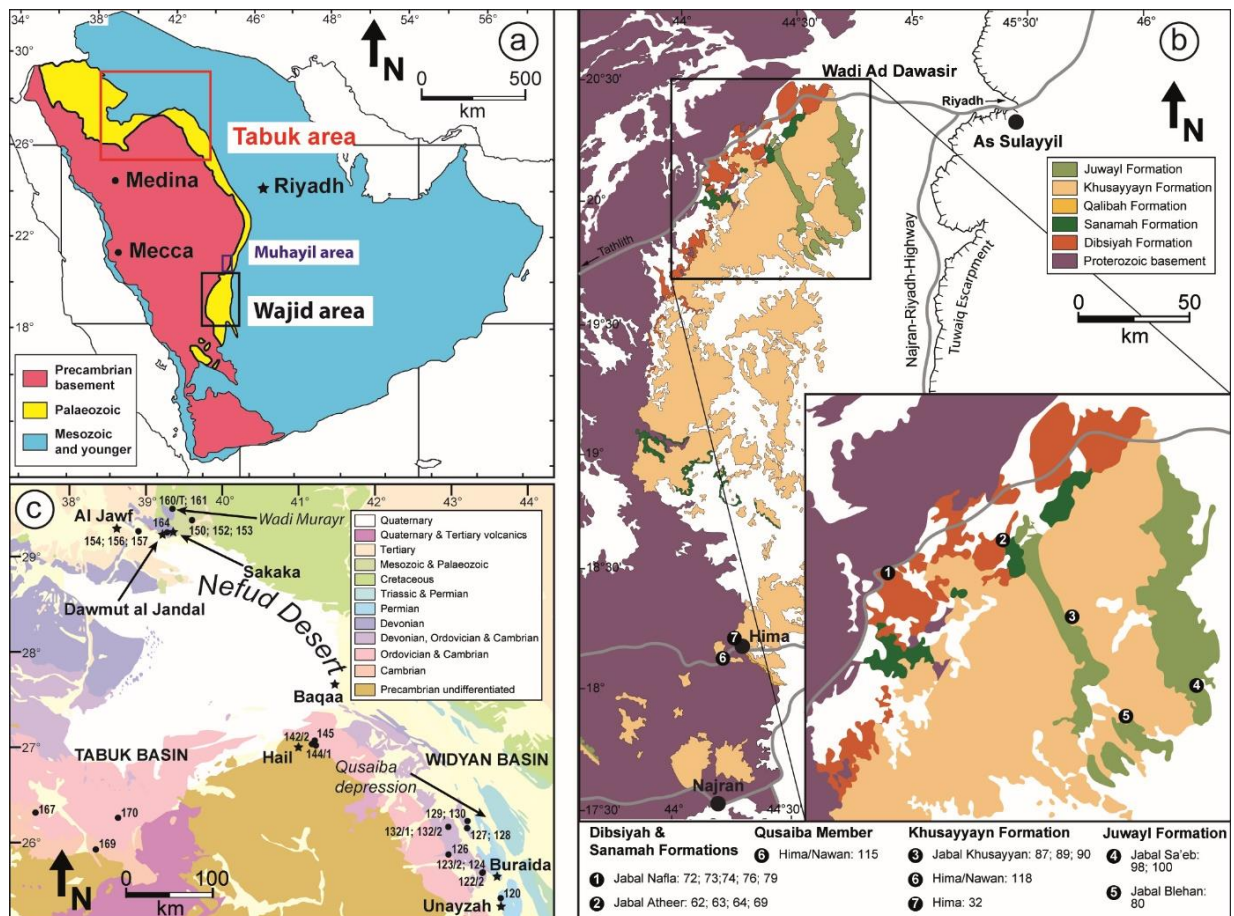 34° 38° 42° 46° 50° 54° 56°
30°
26°
22°
18°
a
N
0 500
km
Tabuk area
Medina
Riyadh
Mecca
Muhayil area
Wajid area
Precambrian
basement
Palaeozoic
Mesozoic
and younger
44° 44°30' 45° 45°30' 46°
20°30'
20°
19°30'
19°
18°30'
18°
17°30'
44° 44°30'
b
N
Wadi Ad Dawasir
Riyadh
As Sulayyil
Juwayl Formation
Khusayyayn Formation
Qalibah Formation
Sanamah Formation
Dibsiyah Formation
Proterozoic basement
Tathlith
Najran-Riyadh-Highway
Tuwaiq Escarpment
0 50
km
7 Hima
6
Najran
1
2
3
4
5
c
38° 39° 40° 41° 42° 43° 44°
29°
28°
27°
26°
160/T; 161
Al Jawf
164
Wadi Murayr
150; 152; 153
154; 156; 157
Sakaka
Dawmut al Jandal
Nefud Desert
Baqaa
Quaternary
Quaternary & Tertiary volcanics
Tertiary
Mesozoic & Palaeozoic
Cretaceous
Triassic & Permian
Permian
Devonian
Devonian, Ordovician & Cambrian
Ordovician & Cambrian
Cambrian
Precambrian undifferentiated
TABUK BASIN
142/2 145
Hail
144/1
WIDYAN BASIN
Qusaiba
depression
167
170
169
129; 130
132/1; 132/2
127; 128
126
123/2; 124
122/2
Buraida
120
Unayzah
N
0 100
km
Dibsiyah &
Sanamah Formations
1 Jabal Nafla: 72; 73;74; 76; 79
2 Jabal Atheer: 62; 63; 64; 69
Qusaiba Member
6 Hima/Nawan: 115
Khusayyayn Formation
3 Jabal Khusayyan: 87; 89; 90
6 Hima/Nawan: 118
7 Hima: 32
Juwayl Formation
4 Jabal Sa'eb:
98; 100
5 Jabal Blehan:
80